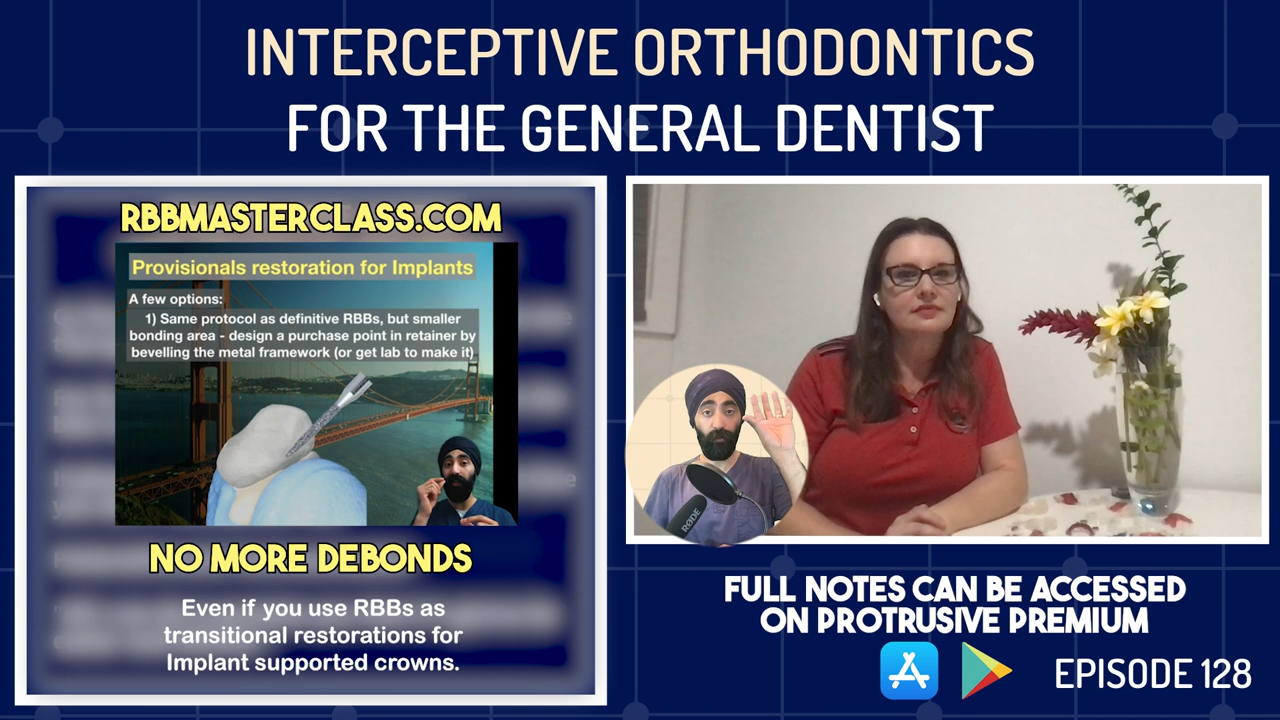 INTERCEPTIVE ORTHODONTICS
FOR THE GENERAL DENTIST
RBBMASTERCLASS.COM
Provisionals restoration for Implants
A few options:
1) Same protocol as definitive RBBs, but smaller
bonding area - design a purchase point in retainer by
bevelling the metal framework (or get lab to make it)
NO MORE DEBONDS
Even if you use RBBs as
transitional restorations for
Implant supported crowns.
RØDE
FULL NOTES CAN BE ACCESSED
ON PROTRUSIVE PREMIUM
EPISODE 128